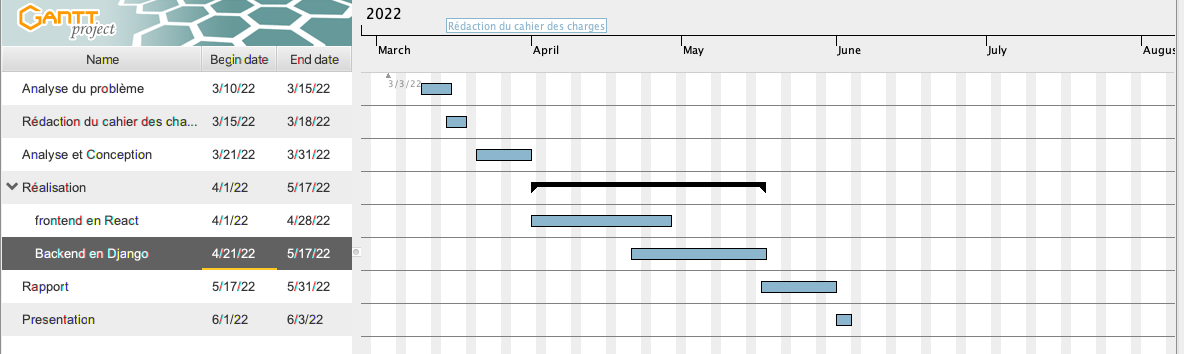 GANTT
project
2022
Rédaction du cahier des charges
March April May June July Augus
Name Begin date End date
3/3/22
Analyse du problème 3/10/22 3/15/22
Rédaction du cahier des cha... 3/15/22 3/18/22
Analyse et Conception 3/21/22 3/31/22
Réalisation 4/1/22 5/17/22
frontend en React 4/1/22 4/28/22
Backend en Django 4/21/22 5/17/22
Rapport 5/17/22 5/31/22
Presentation 6/1/22 6/3/22